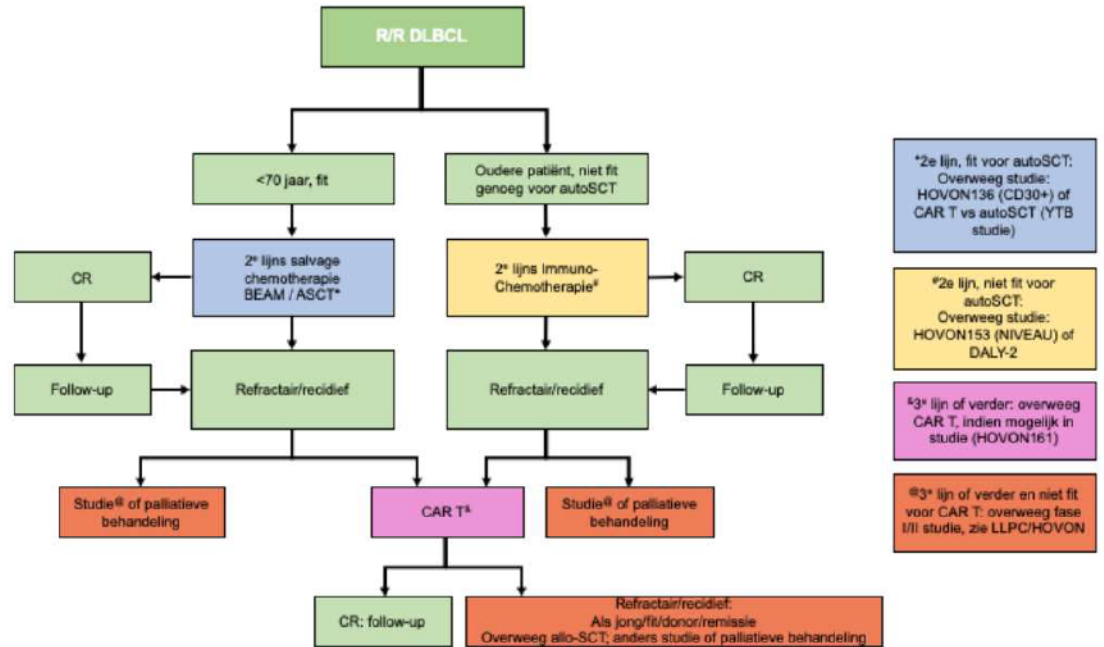 R/R DLBCL
<70 jaar, fit
Oudere patiënt, niet fit
genoeg voor autoSCT
CR
2e lijns salvage
chemotherapie
BEAM / ASCT*
2e lijns Immuno-
Chemotherapie#
CR
Follow-up
Refractair/recidief
Refractair/recidief
Follow-up
Studie@ of palliatieve
behandeling
CAR T&
Studie@ of palliatieve
behandeling
CR: follow-up
Refractair/recidief:
Als jong/fit/donor/remissie
Overweeg allo-SCT; anders studie of palliatieve behandeling
*2e lijn, fit voor autoSCT:
Overweeg studie:
HOVON136 (CD30+) of
CAR T vs autoSCT (YTB
studie)
#2e lijn, niet fit voor
autoSCT:
Overweeg studie:
HOVON153 (NIVEAU) of
DALY-2
&3e lijn of verder: overweeg
CAR T, indien mogelijk in
studie (HOVON161)
@3e lijn of verder en niet fit
voor CAR T: overweeg fase
I/II studie, zie LLPC/HOVON